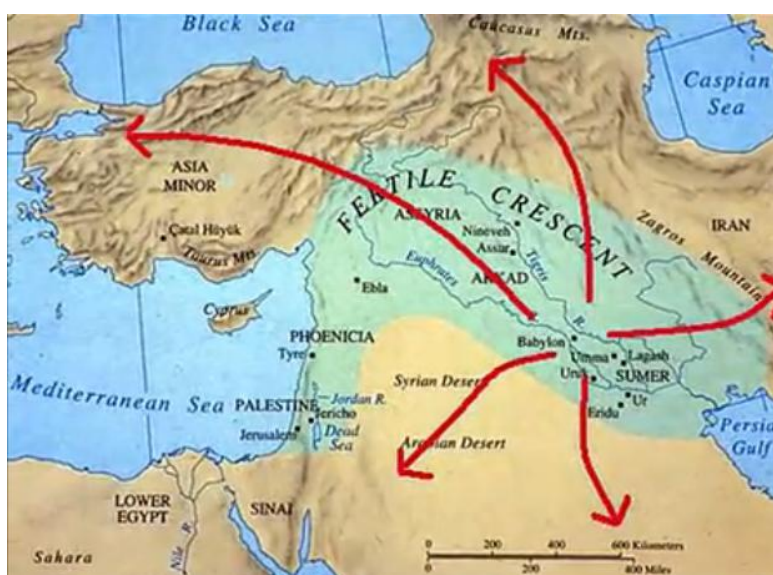 Black Sea
Caucasus Mts.
Caspian
Sea
ASIA
MINOR
FERTILE CRESCENT
ASSYRIA
Zagros Mountains
IRAN
Çatal Hüyük
Taurus Mts.
Nineveh
Assur
Tigris R.
Euphrates
AKKAD
Ebla
Cyprus
PHOENICIA
Tyre
Babylon
Umma
Lagash
Uruk
SUMER
Ur
Eridu
Syrian Desert
Mediterranean Sea
PALESTINE
Jordan R.
Jericho
Jerusalem
Dead
Sea
Arabian Desert
Persian
Gulf
LOWER
EGYPT
SINAI
Nile R.
Sahara
0 200 400 600 Kilometers
0 200 400 Miles